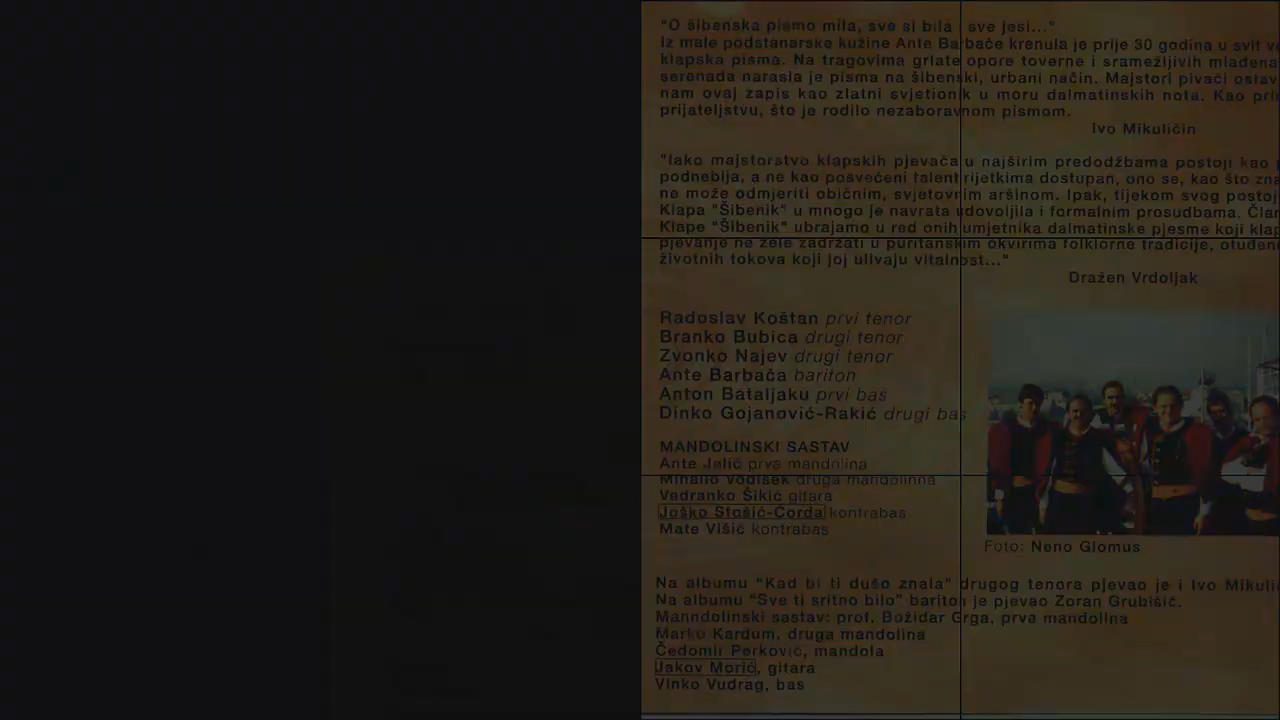 "O šibenska pismo mila, sve si bila i sve jesi..."
Iz male podstanarske kužine Ante Barbače krenula je prije 30 godina u svit
klapska pisma. Na tragovima grlate opore toverne i sramežljivih mladena
serenada narasla je pisma na šibenski, urbani način. Majstori pivači ostav
nam ovaj zapis kao zlatni svjetionik u moru dalmatinskih nota. Kao
prijateljstvu, što je rodilo nezaboravnom pismom.
Ivo Mikuličin
"Iako majstorstvo klapskih pjevača u najširim predodžbama postoji kao
podneblja, a ne kao posvećeni talent rijetkima dostupan, ono se, kao što zna
ne može odmjeriti običnim, svjetovnim aršinom. Ipak, tijekom svog postoj
Klapa "Šibenik" u mnogo je navrata udovoljila i formalnim prosudbama. Član
Klape "Šibenik" ubrajamo u red onih umjetnika dalmatinske pjesme koji klap
pjevanje ne žele zadržati u puritanskim okvirima folklorne tradicije, otuđen
životnih tokova koji joj ulivaju vitalnost..."
Dražen Vrdoljak
Radoslav Koštan prvi tenor
Branko Bubica drugi tenor
Zvonko Najev drugi tenor
Ante Barbača bariton
Anton Bataljaku prvi bas
Dinko Gojanović-Rakić drugi bas
MANDOLINSKI SASTAV
Ante Jelić prva mandolina
Mihailo Vodišek druga mandolinna
Vedranko Šikić gitara
Joško Stošić-Ćorda kontrabas
Mate Višić kontrabas
Foto: Neno Glomus
Na albumu "Kad bi ti dušo znala" drugog tenora pjevao je i Ivo Mikuli
Na albumu "Sve ti sritno bilo" bariton je pjevao Zoran Grubišić.
Manndolinski sastav: prof. Božidar Grga, prva mandolina
Marko Kardum, druga mandolina
Čedomir Perković, mandola
Jakov Morić, gitara
Vinko Vudrag, bas